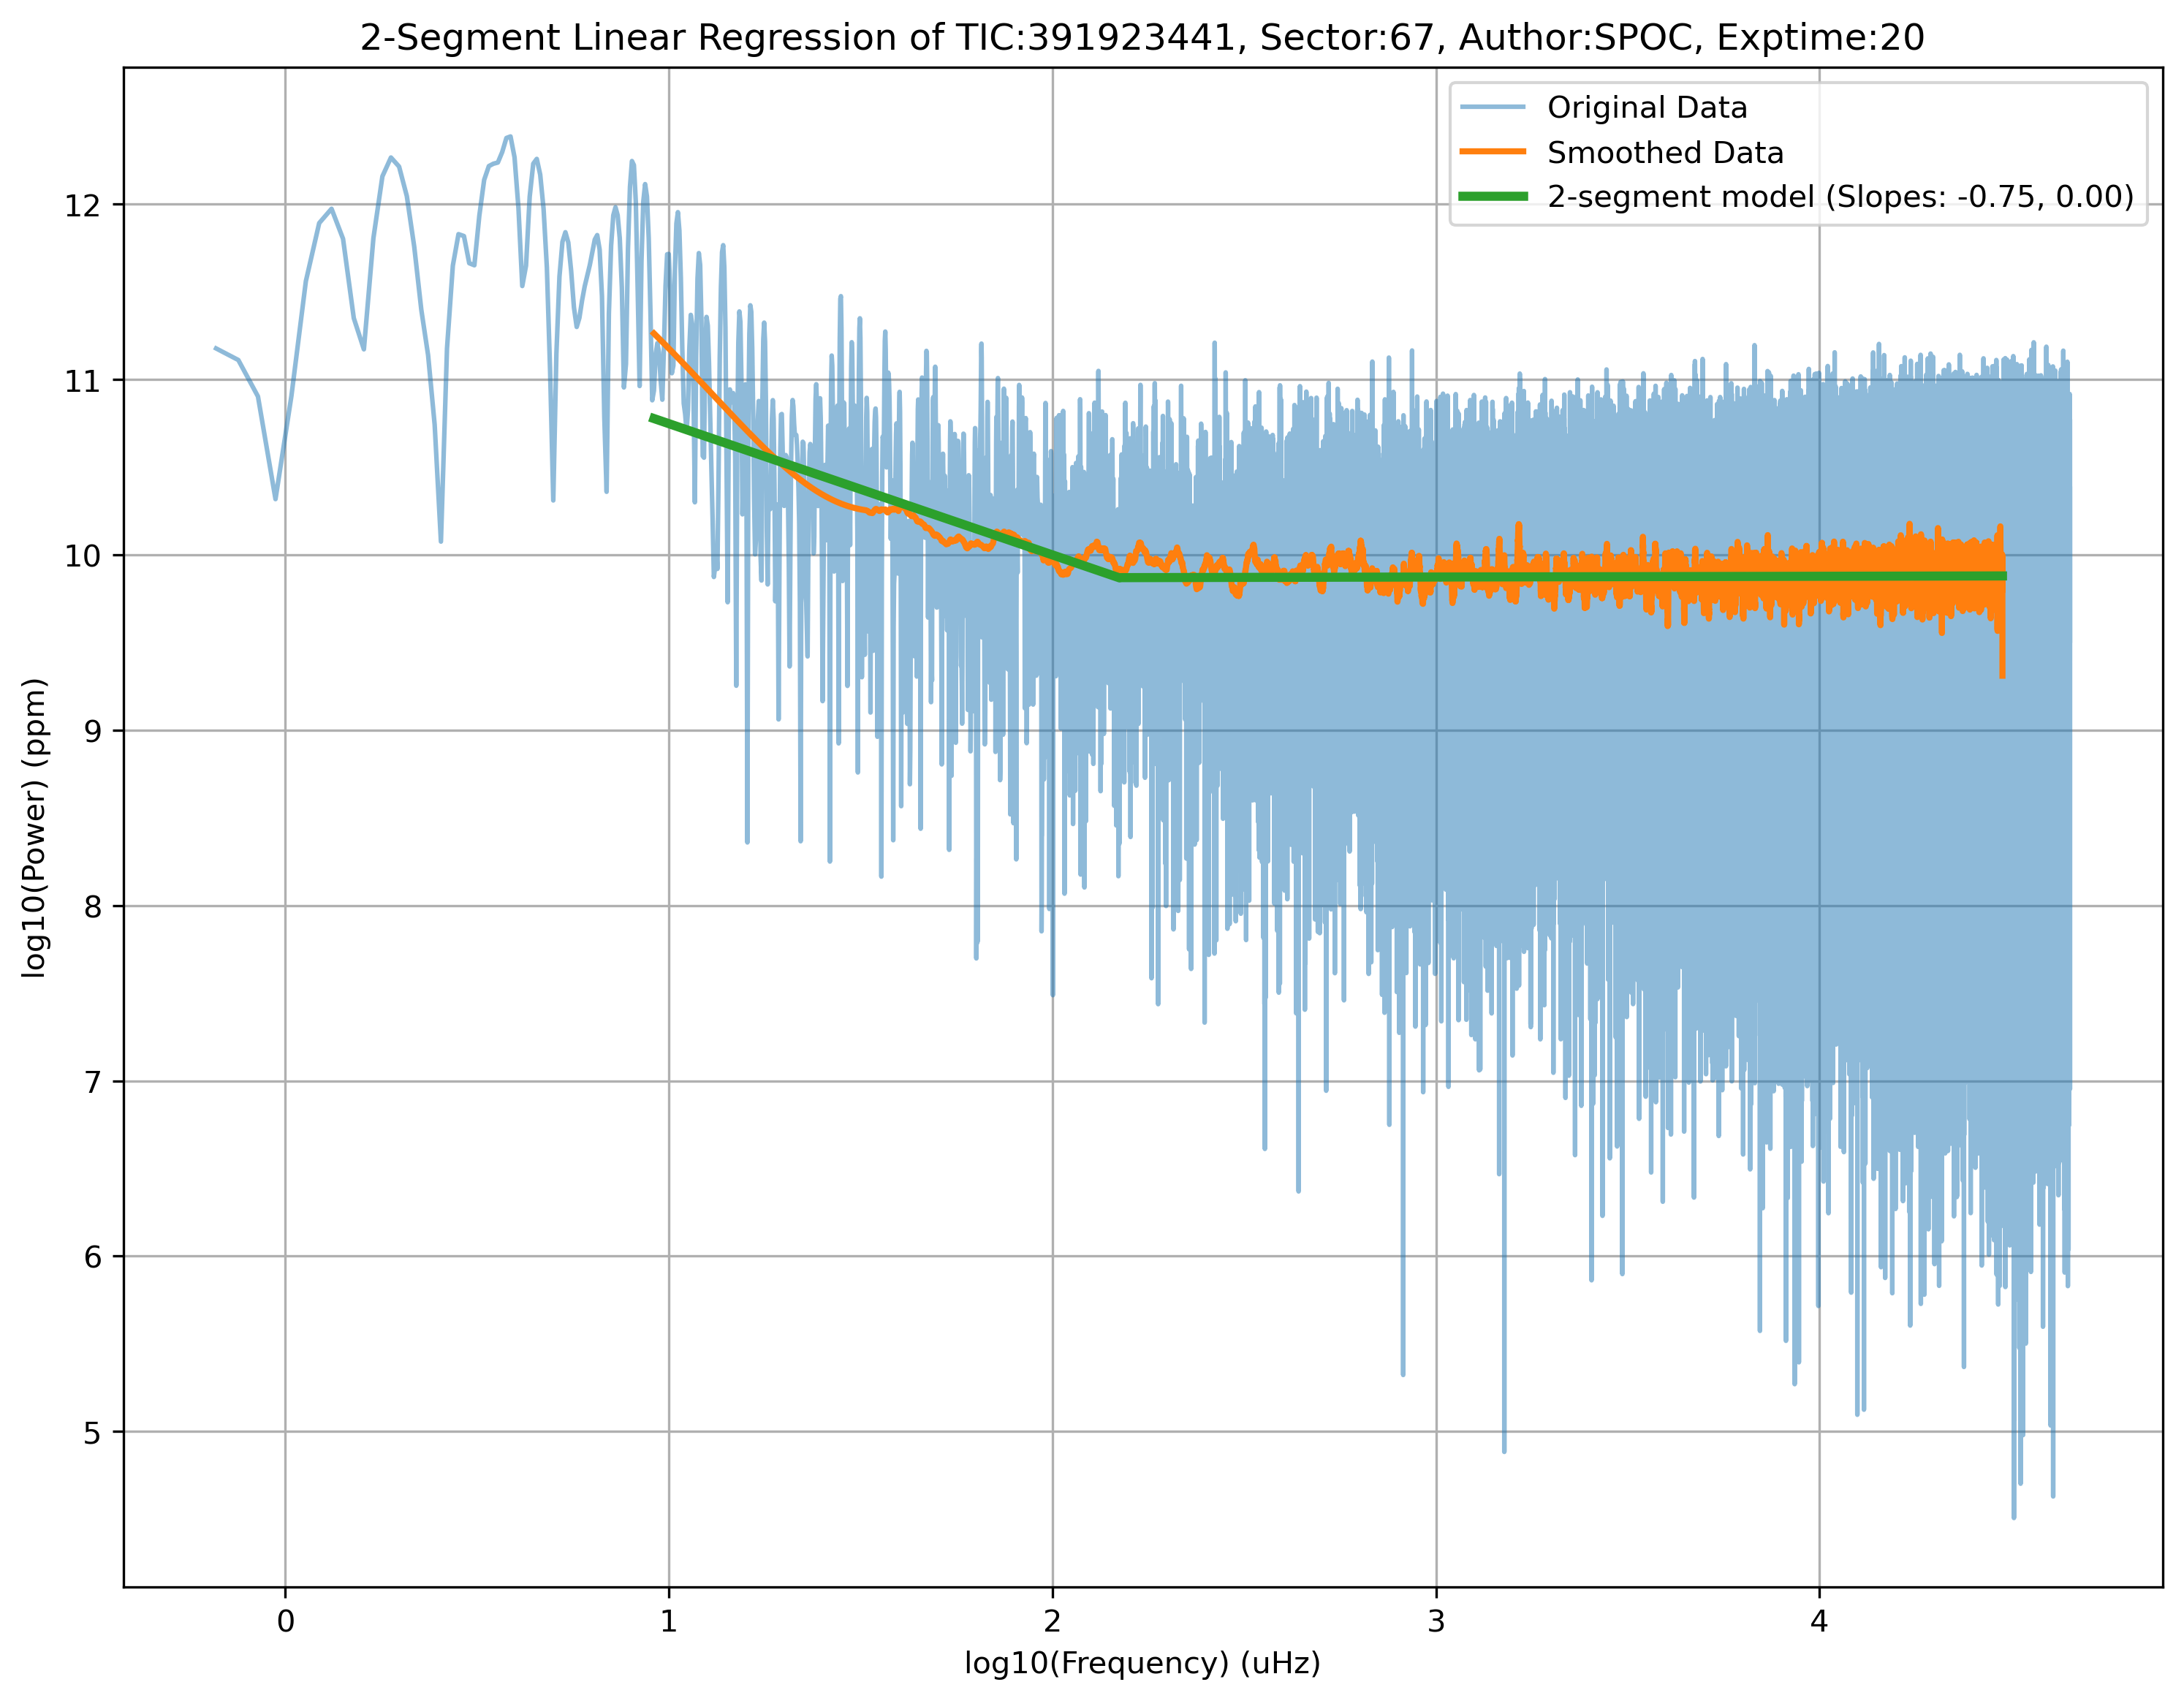 2-Segment Linear Regression of TIC:391923441, Sector:67, Author:SPOC, Exptime:20
Original Data
Smoothed Data
2-segment model (Slopes: -0.75, 0.00)
log10(Power) (ppm)
12
11
10
9
8
7
6
5
0 1 2 3 4
log10(Frequency) (uHz)